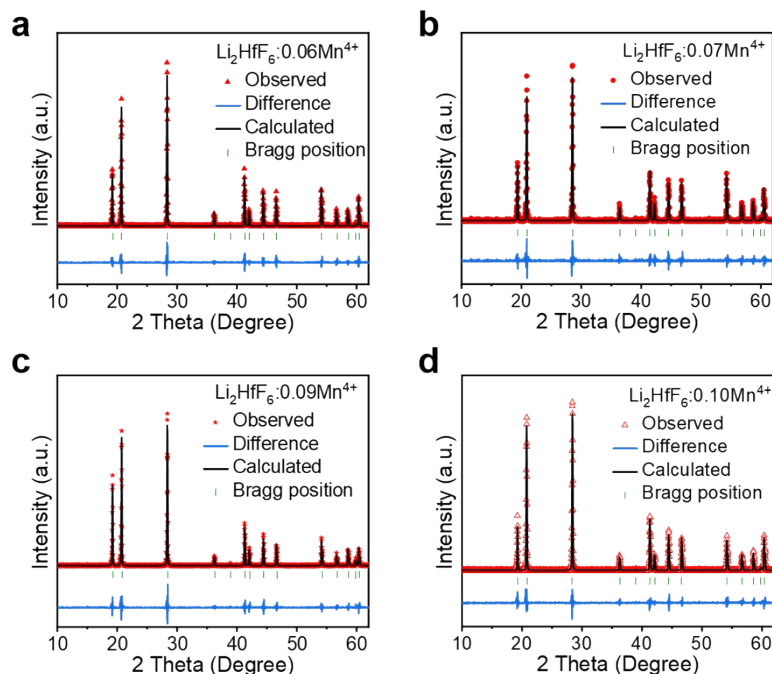 a
Li₂HfF₆:0.06Mn⁴⁺
Observed
Difference
Calculated
Bragg position
Intensity (a.u.)
10 20 30 40 50 60
2 Theta (Degree)
b
Li₂HfF₆:0.07Mn⁴⁺
Observed
Difference
Calculated
Bragg position
Intensity (a.u.)
10 20 30 40 50 60
2 Theta (Degree)
c
Li₂HfF₆:0.09Mn⁴⁺
Observed
Difference
Calculated
Bragg position
Intensity (a.u.)
10 20 30 40 50 60
2 Theta (Degree)
d
Li₂HfF₆:0.10Mn⁴⁺
Observed
Difference
Calculated
Bragg position
Intensity (a.u.)
10 20 30 40 50 60
2 Theta (Degree)